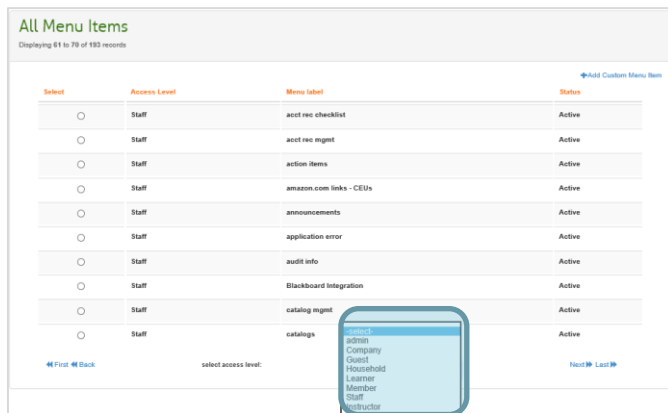 All Menu Items
Displaying 61 to 70 of 193 records
Add Custom Menu Item
Select Access Level Menu label Status
Staff acct rec checklist Active
Staff acct rec mgmt Active
Staff action items Active
Staff amazon.com links - CEUs Active
Staff announcements Active
Staff application error Active
Staff audit info Active
Staff Blackboard Integration Active
Staff catalog mgmt Active
Staff catalogs Active
First Back select access level: Next Last
-select-
admin
Company
Guest
Household
Learner
Member
Staff
Instructor